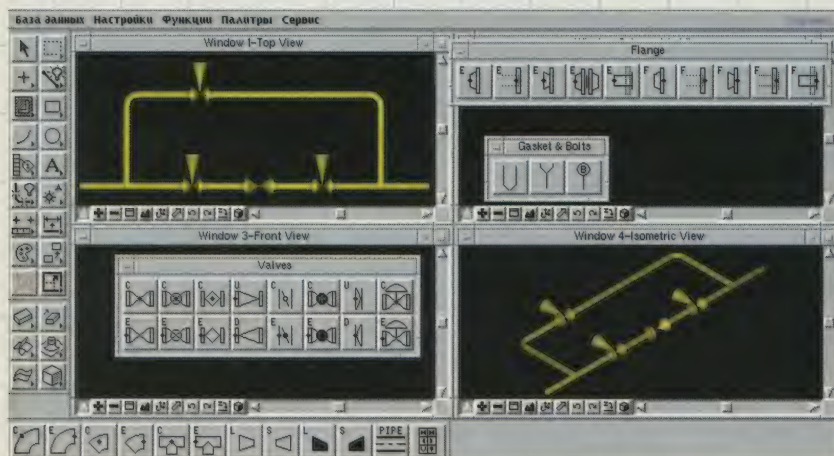 База данных Настройки Функции Палитры Сервис
Window 1-Top View
Flange
E E E E E F F F F F
Gasket & Bolts
B
Window 3-Front View
Window 4-Isometric View
Valves
C C C U C C U C
E E E D E E D E
A
C E C E C E L S L S PIPE